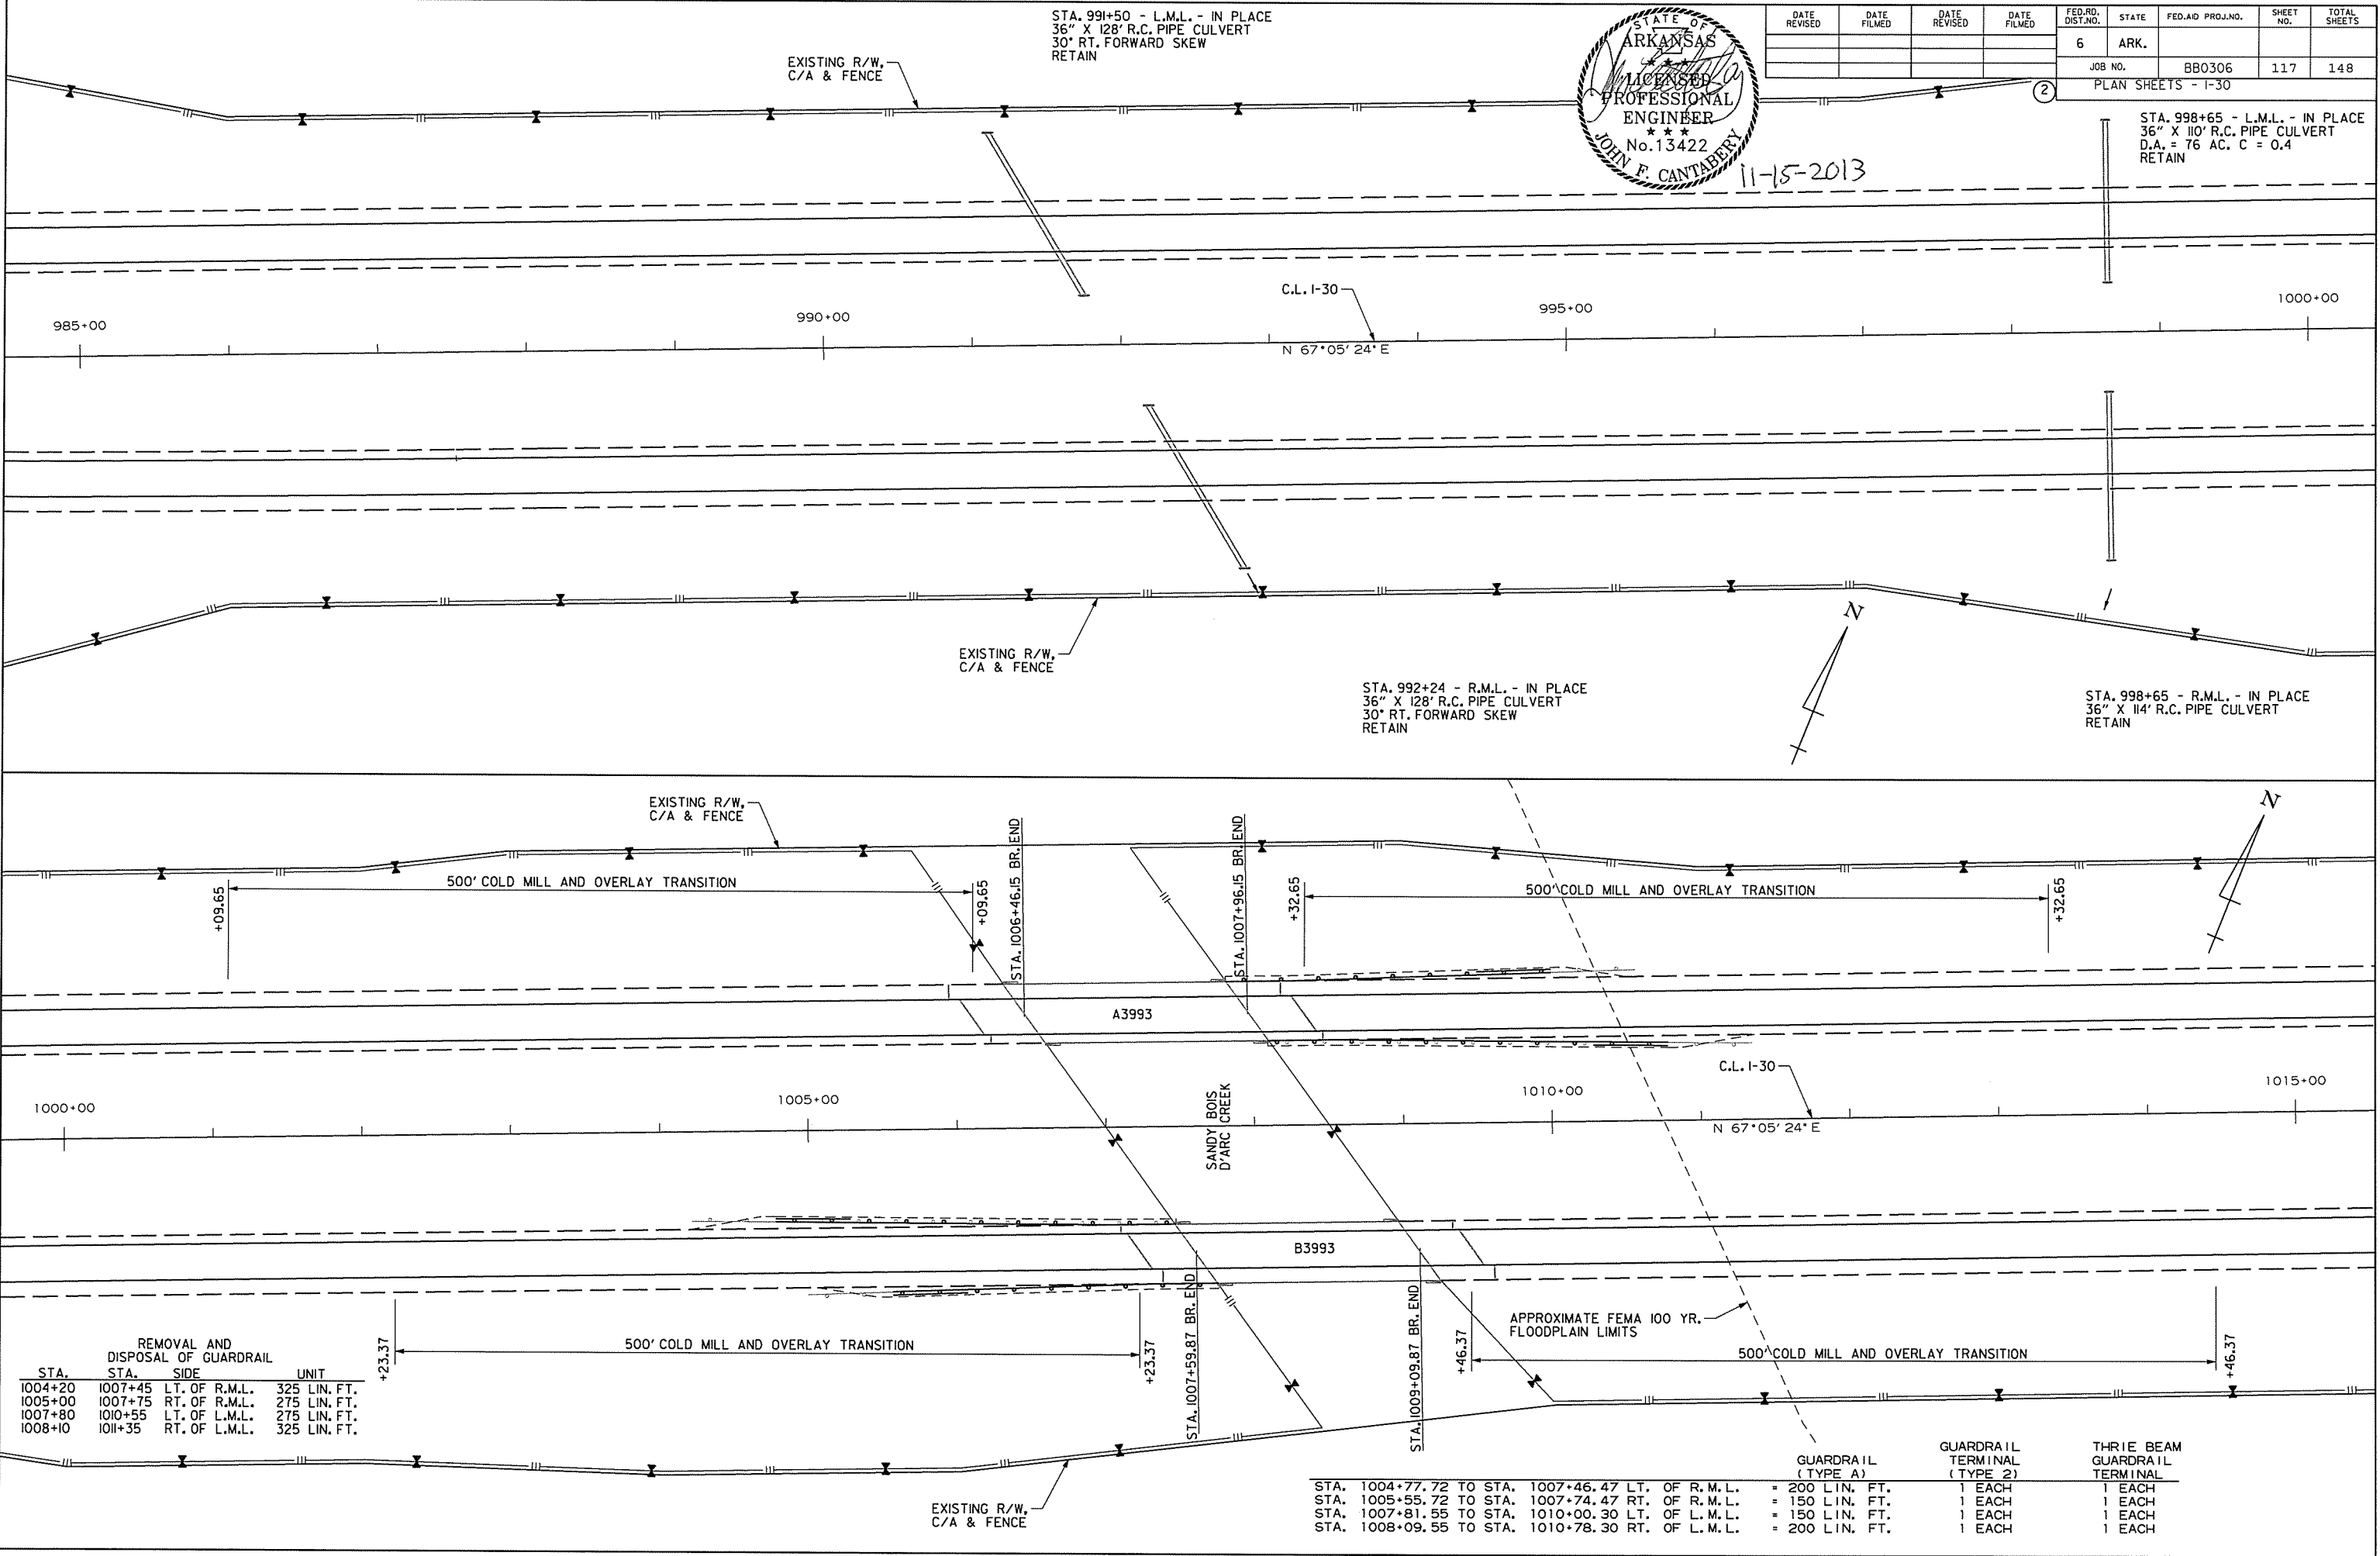 STA. 991+50 - L.M.L. - IN PLACE
36" X 128' R.C. PIPE CULVERT
30° RT. FORWARD SKEW
RETAIN
EXISTING R/W,
C/A & FENCE
STATE OF
ARKANSAS
★ ★ ★
LICENSED
PROFESSIONAL
ENGINEER
★ ★ ★
No.13422
JOHN F. CANTABERY
11-15-2013
DATE REVISED
DATE FILMED
DATE REVISED
DATE FILMED
FED.RD. DIST.NO.
STATE
FED.AID PROJ.NO.
SHEET NO.
TOTAL SHEETS
6 ARK.
JOB NO. BB0306 117 148
2 PLAN SHEETS - I-30
STA. 998+65 - L.M.L. - IN PLACE
36" X 110' R.C. PIPE CULVERT
D.A. = 76 AC. C = 0.4
RETAIN
C.L. I-30
985+00
990+00
995+00
1000+00
N 67°05'24" E
EXISTING R/W,
C/A & FENCE
N
STA. 992+24 - R.M.L. - IN PLACE
36" X 128' R.C. PIPE CULVERT
30° RT. FORWARD SKEW
RETAIN
STA. 998+65 - R.M.L. - IN PLACE
36" X 114' R.C. PIPE CULVERT
RETAIN
EXISTING R/W,
C/A & FENCE
N
+09.65
500' COLD MILL AND OVERLAY TRANSITION
+09.65
STA. 1006+46.15 BR. END
STA. 1007+96.15 BR. END
+32.65
500' COLD MILL AND OVERLAY TRANSITION
+32.65
A3993
C.L. I-30
1000+00
1005+00
SANDY BOIS
D'ARC CREEK
1010+00
1015+00
N 67°05'24" E
B3993
+23.37
500' COLD MILL AND OVERLAY TRANSITION
+23.37
STA. 1007+59.87 BR. END
STA. 1009+09.87 BR. END
+46.37
APPROXIMATE FEMA 100 YR.
FLOODPLAIN LIMITS
500' COLD MILL AND OVERLAY TRANSITION
+46.37
REMOVAL AND
DISPOSAL OF GUARDRAIL
STA. STA. SIDE UNIT
1004+20 1007+45 LT. OF R.M.L. 325 LIN. FT.
1005+00 1007+75 RT. OF R.M.L. 275 LIN. FT.
1007+80 1010+55 LT. OF L.M.L. 275 LIN. FT.
1008+10 1011+35 RT. OF L.M.L. 325 LIN. FT.
EXISTING R/W,
C/A & FENCE
GUARDRAIL (TYPE A)
GUARDRAIL TERMINAL (TYPE 2)
THRIE BEAM GUARDRAIL TERMINAL
STA. 1004+77.72 TO STA. 1007+46.47 LT. OF R.M.L. = 200 LIN. FT. 1 EACH 1 EACH
STA. 1005+55.72 TO STA. 1007+74.47 RT. OF R.M.L. = 150 LIN. FT. 1 EACH 1 EACH
STA. 1007+81.55 TO STA. 1010+00.30 LT. OF L.M.L. = 150 LIN. FT. 1 EACH 1 EACH
STA. 1008+09.55 TO STA. 1010+78.30 RT. OF L.M.L. = 200 LIN. FT. 1 EACH 1 EACH